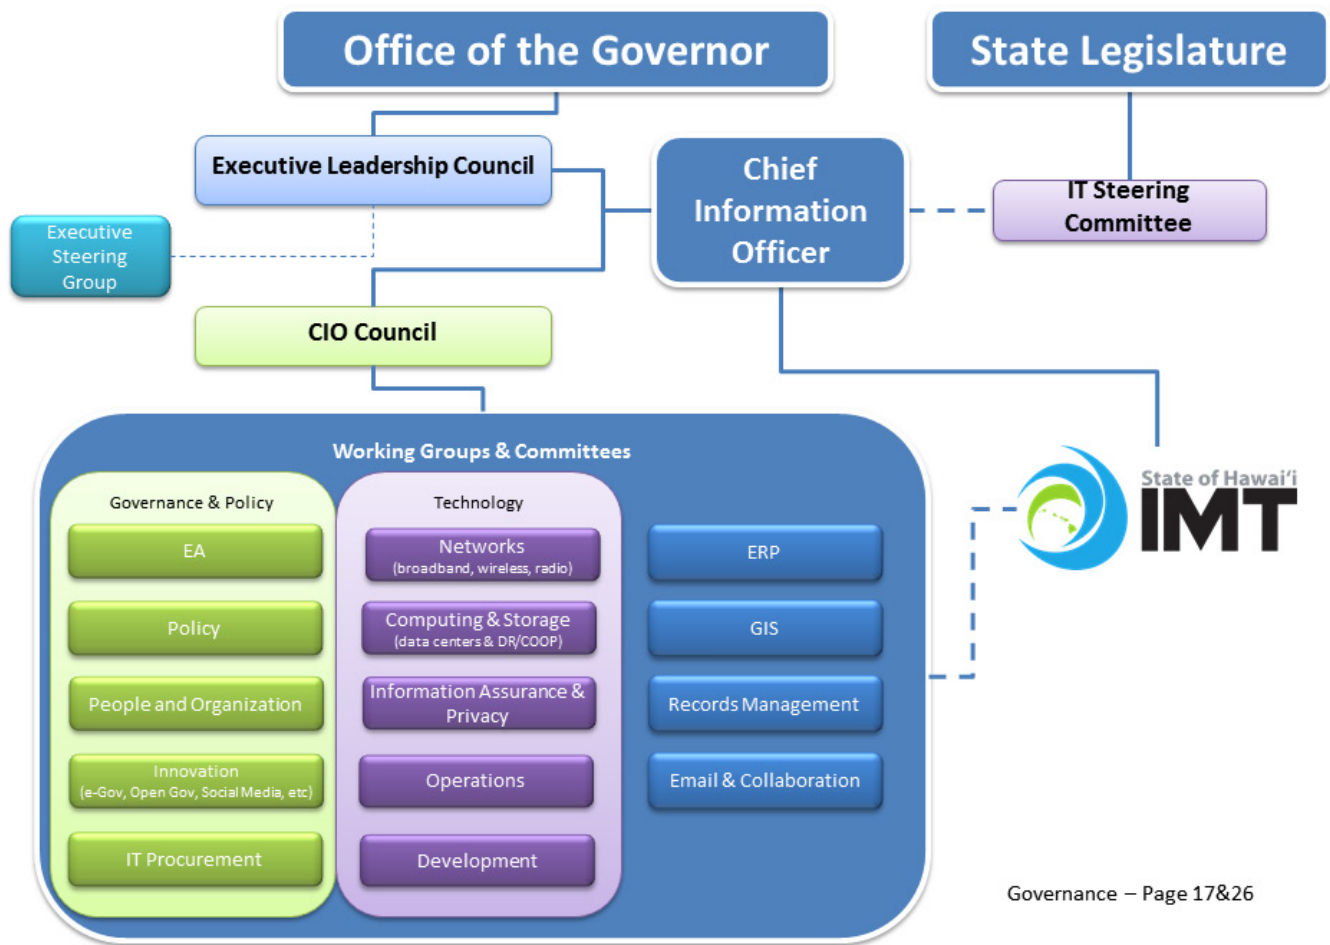 Office of the Governor
State Legislature
Executive Leadership Council
Chief
Information
Officer
IT Steering
Committee
Executive
Steering
Group
CIO Council
Working Groups & Committees
Governance & Policy
EA
Policy
People and Organization
Innovation
(e-Gov, Open Gov, Social Media, etc)
IT Procurement
Technology
Networks
(broadband, wireless, radio)
Computing & Storage
(data centers & DR/COOP)
Information Assurance &
Privacy
Operations
Development
ERP
GIS
Records Management
Email & Collaboration
State of Hawai‘i
IMT
Governance – Page 17&26